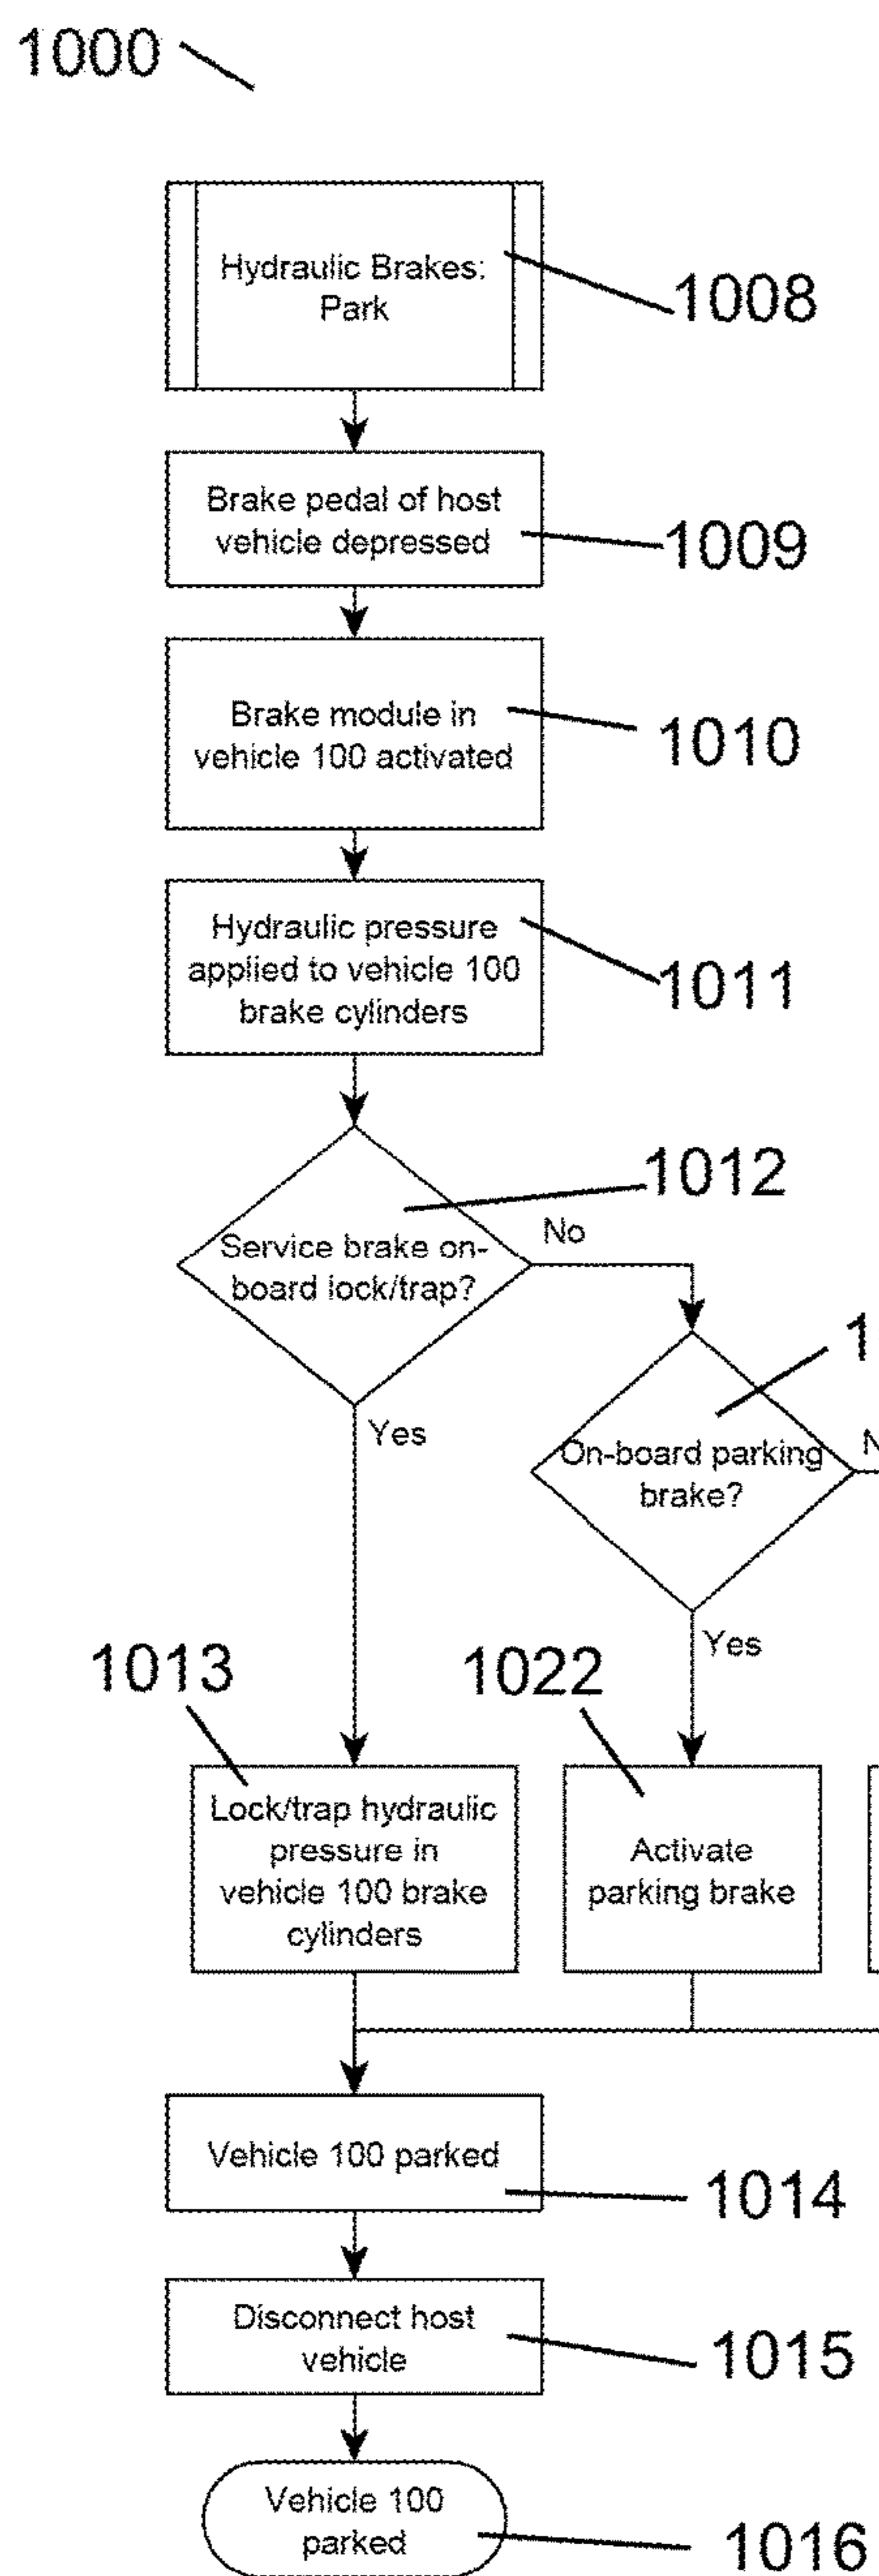 1000
Hydraulic Brakes:
Park
1008
Brake pedal of host
vehicle depressed
1009
Brake module in
vehicle 100 activated
1010
Hydraulic pressure
applied to vehicle 100
brake cylinders
1011
1012
Service brake on-
board lock/trap?
No
Yes
1
On-board parking
brake?
N
Yes
1013
1022
Lock/trap hydraulic
pressure in
vehicle 100 brake
cylinders
Activate
parking brake
Vehicle 100 parked
1014
Disconnect host
vehicle
1015
Vehicle 100
parked
1016